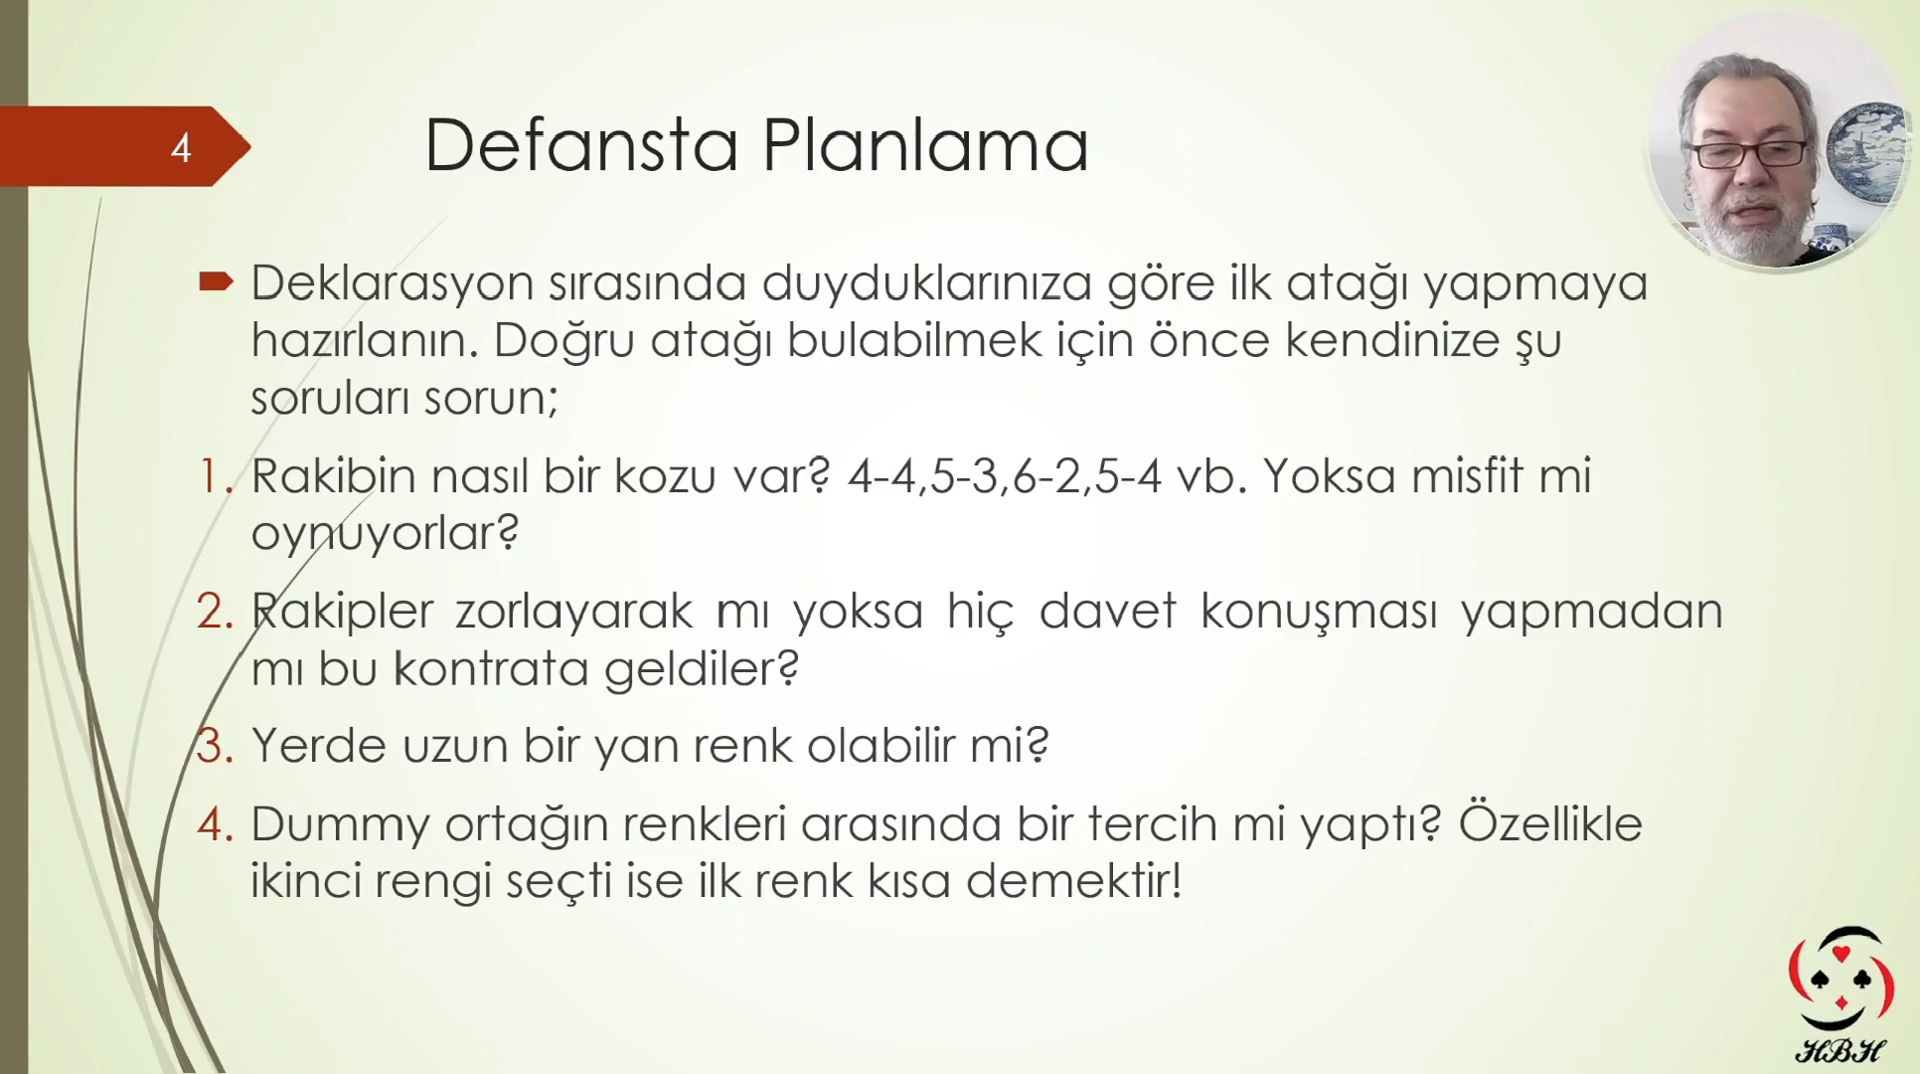 4
Defansta Planlama
Deklarasyon sırasında duyduklarınıza göre ilk atağı yapmaya
hazırlanın. Doğru atağı bulabilmek için önce kendinize şu
soruları sorun;
1. Rakibin nasıl bir kozu var? 4-4,5-3,6-2,5-4 vb. Yoksa misfit mi
oynuyorlar?
2. Rakipler zorlayarak mı yoksa hiç davet konuşması yapmadan
mı bu kontrata geldiler?
3. Yerde uzun bir yan renk olabilir mi?
4. Dummy ortağın renkleri arasında bir tercih mi yaptı? Özellikle
ikinci rengi seçti ise ilk renk kısa demektir!
HBH